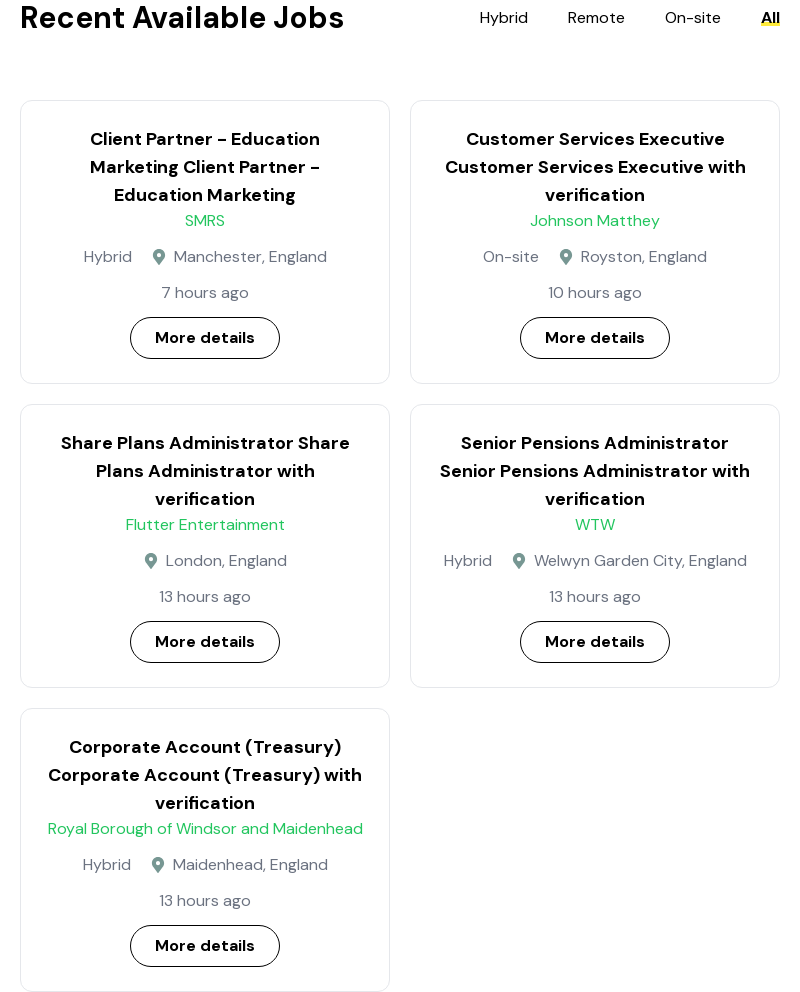 Recent Available Jobs
Hybrid Remote On-site All
Client Partner - Education
Marketing Client Partner -
Education Marketing
SMRS
Hybrid Manchester, England
7 hours ago
More details
Customer Services Executive
Customer Services Executive with
verification
Johnson Matthey
On-site Royston, England
10 hours ago
More details
Share Plans Administrator Share
Plans Administrator with
verification
Flutter Entertainment
London, England
13 hours ago
More details
Senior Pensions Administrator
Senior Pensions Administrator with
verification
WTW
Hybrid Welwyn Garden City, England
13 hours ago
More details
Corporate Account (Treasury)
Corporate Account (Treasury) with
verification
Royal Borough of Windsor and Maidenhead
Hybrid Maidenhead, England
13 hours ago
More details